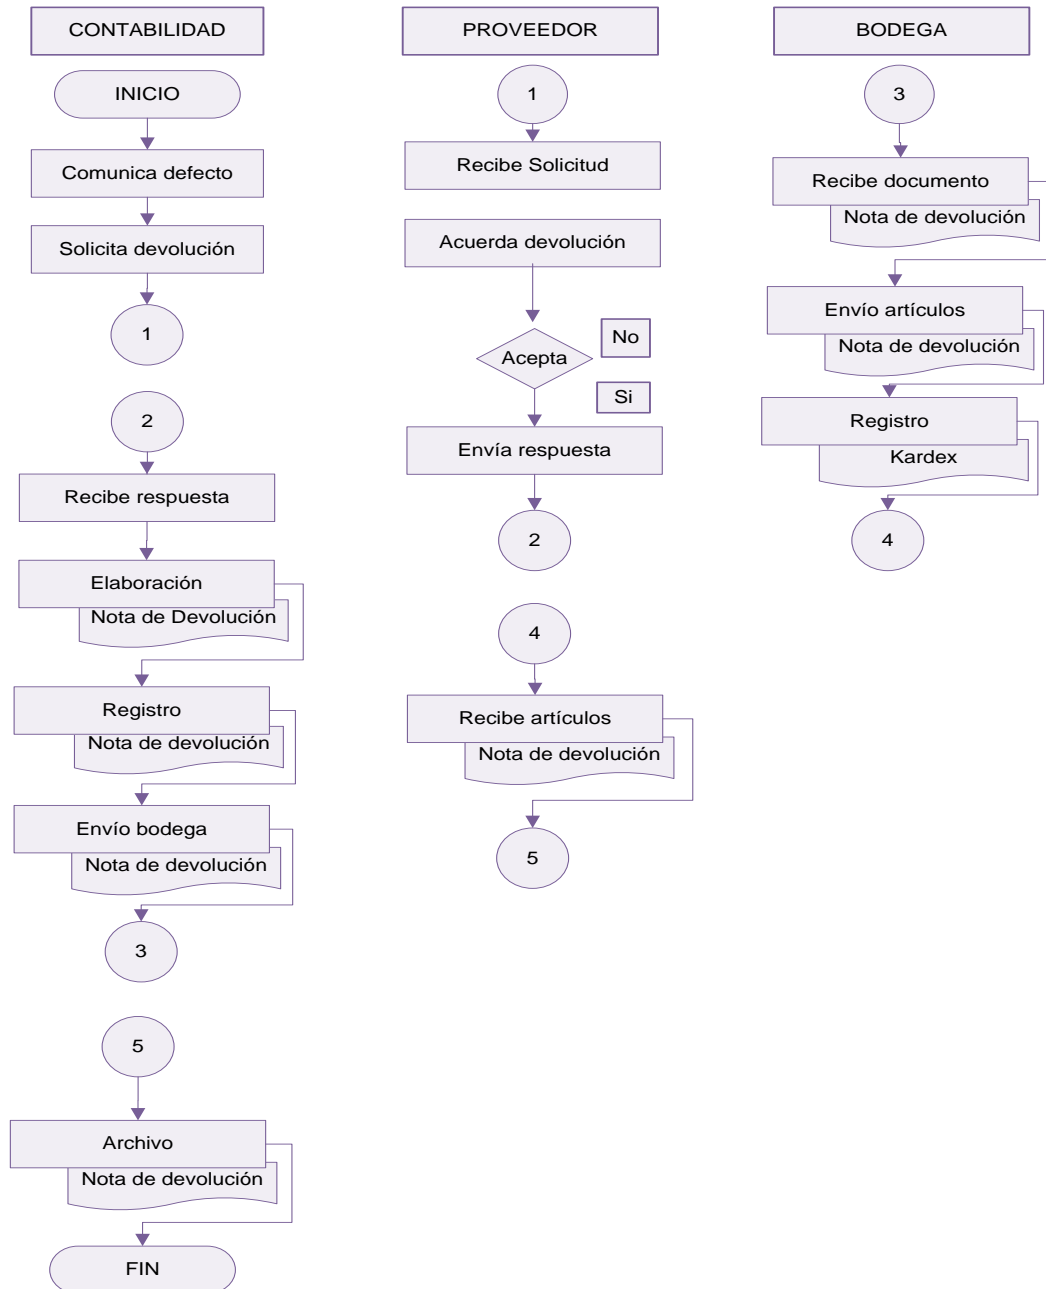 CONTABILIDAD
INICIO
Comunica defecto
Solicita devolución
1
2
Recibe respuesta
Elaboración
Nota de Devolución
Registro
Nota de devolución
Envío bodega
Nota de devolución
3
5
Archivo
Nota de devolución
FIN
PROVEEDOR
1
Recibe Solicitud
Acuerda devolución
Acepta
No
Si
Envía respuesta
2
4
Recibe artículos
Nota de devolución
5
BODEGA
3
Recibe documento
Nota de devolución
Envío artículos
Nota de devolución
Registro
Kardex
4